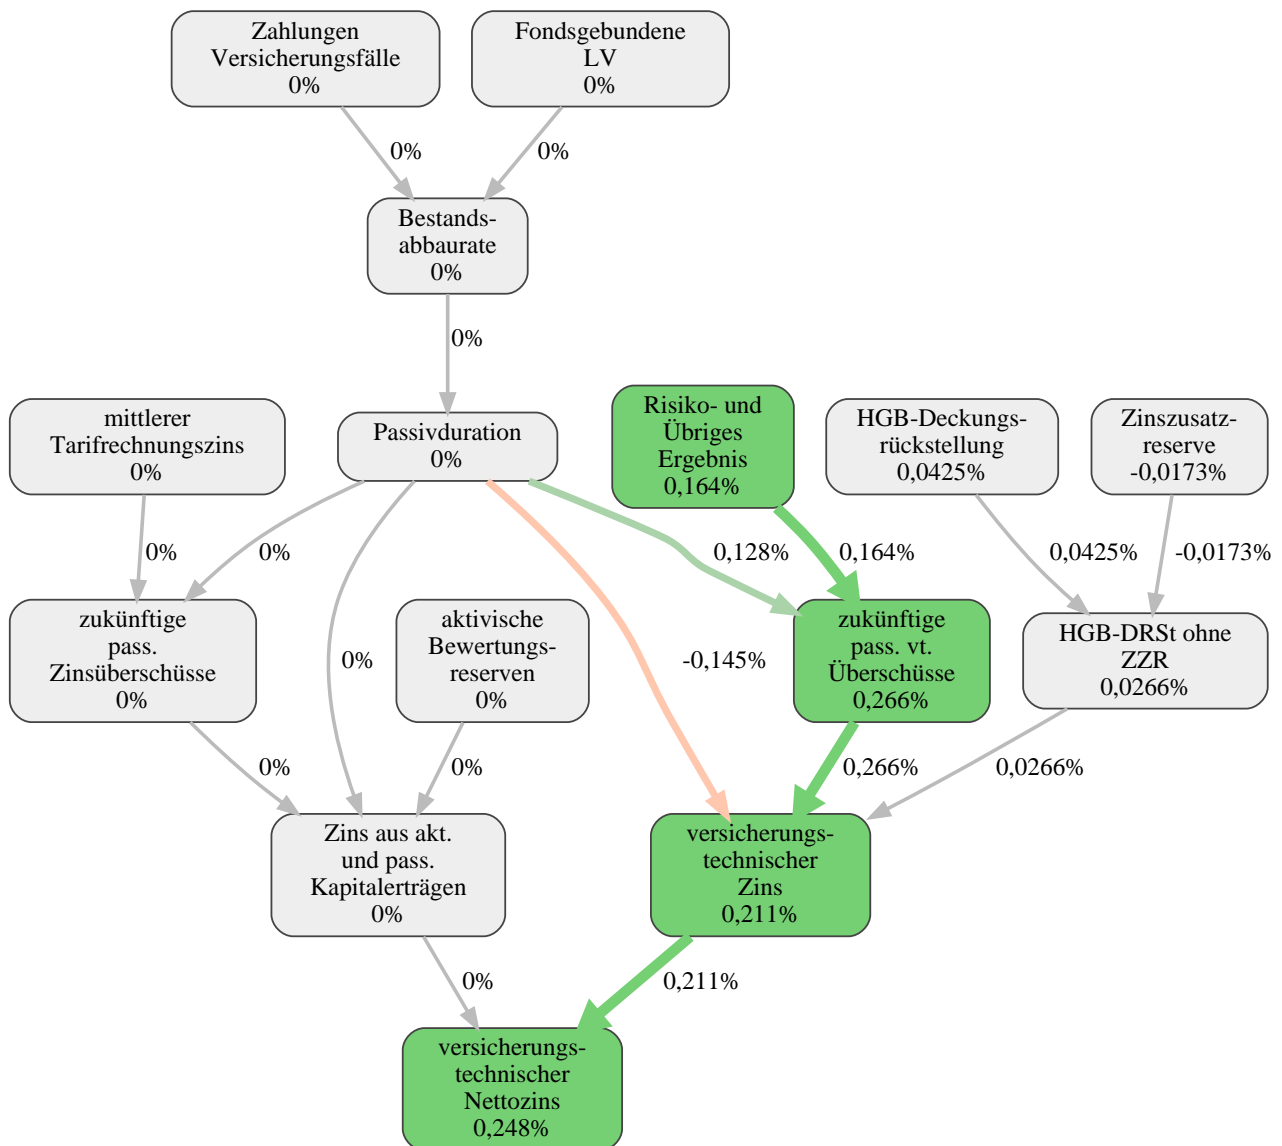 Zahlungen
Versicherungsfälle
0%
Fondsgebundene
LV
0%
0%
0%
Bestands-
abbaurate
0%
0%
mittlerer
Tarifrechnungszins
0%
Passivduration
0%
Risiko- und
Übriges
Ergebnis
0,164%
HGB-Deckungs-
rückstellung
0,0425%
Zinszusatz-
reserve
-0,0173%
0%
0%
0,128%
0,164%
0,0425%
-0,0173%
zukünftige
pass.
Zinsüberschüsse
0%
0%
aktivische
Bewertungs-
reserven
0%
-0,145%
zukünftige
pass. vt.
Überschüsse
0,266%
HGB-DRSt ohne
ZZR
0,0266%
0%
0%
0,266%
0,0266%
Zins aus akt.
und pass.
Kapitalerträgen
0%
versicherungs-
technischer
Zins
0,211%
0%
0,211%
versicherungs-
technischer
Nettozins
0,248%